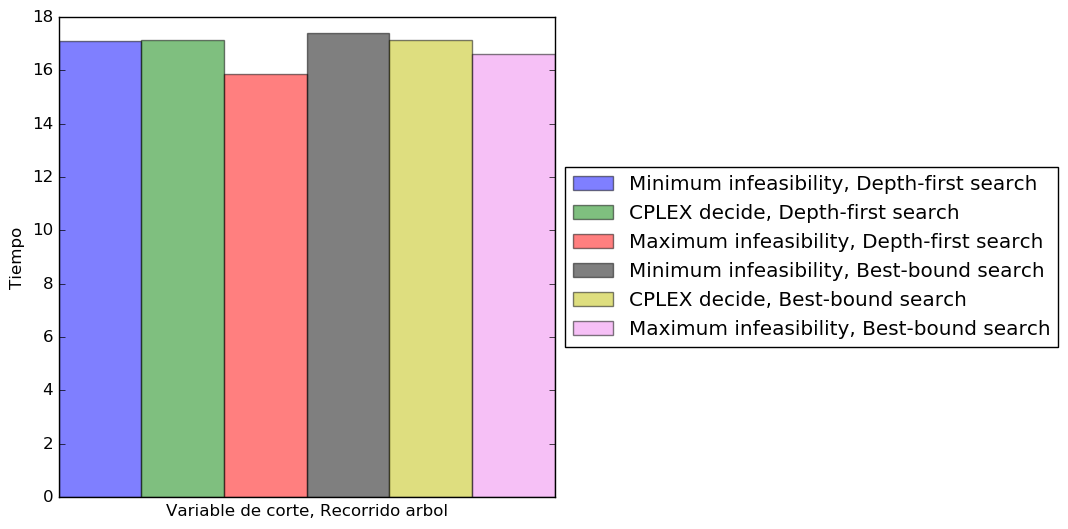 18
16
14
12
10
8
6
4
2
0
Tiempo
Variable de corte, Recorrido arbol
Minimum infeasibility, Depth-first search
CPLEX decide, Depth-first search
Maximum infeasibility, Depth-first search
Minimum infeasibility, Best-bound search
CPLEX decide, Best-bound search
Maximum infeasibility, Best-bound search